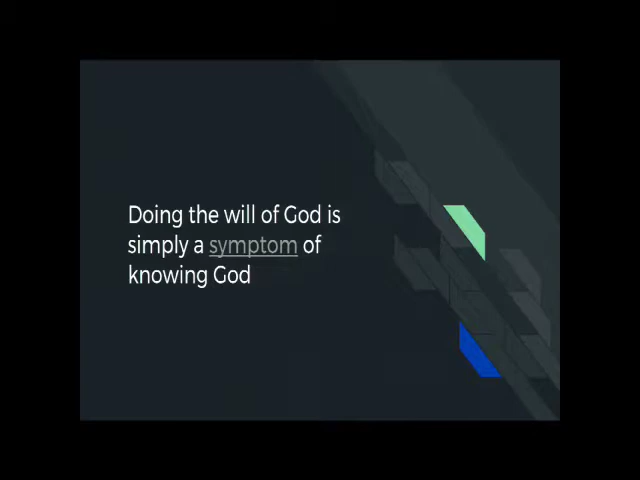 Doing the will of God is
simply a symptom of
knowing God